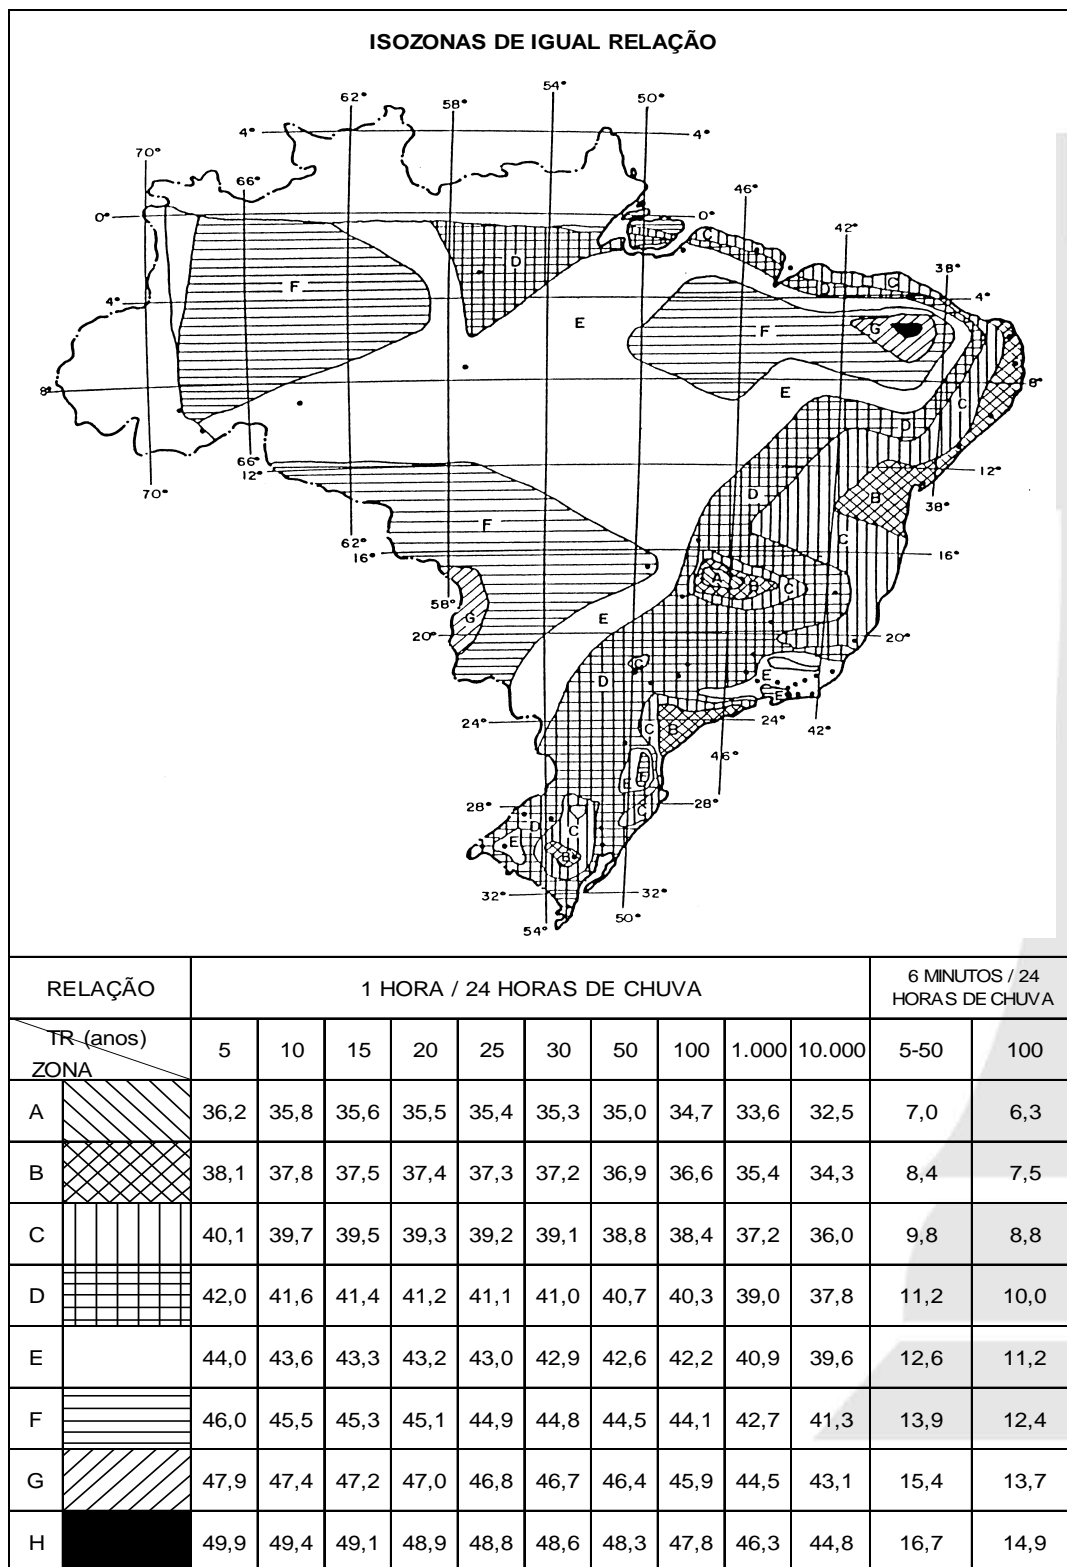 ISOZONAS DE IGUAL RELAÇÃO
54°
62°
58°
50°
4°
4°
70°
66°
46°
0°
0°
42°
C
D
38°
F
D
C
4°
4°
E
F
G
8°
E
8°
C
D
66°
12°
12°
70°
D
B
38°
F
62°
C
16°
16°
A
B
C
58°
G
E
20°
20°
C
E
D
E
24°
C
B
24°
42°
46°
E
F
28°
28°
C
D
C
E
B
32°
32°
50°
54°
RELAÇÃO 1 HORA / 24 HORAS DE CHUVA 6 MINUTOS / 24 HORAS DE CHUVA
TR (anos) ZONA 5 10 15 20 25 30 50 100 1.000 10.000 5-50 100
A 36,2 35,8 35,6 35,5 35,4 35,3 35,0 34,7 33,6 32,5 7,0 6,3
B 38,1 37,8 37,5 37,4 37,3 37,2 36,9 36,6 35,4 34,3 8,4 7,5
C 40,1 39,7 39,5 39,3 39,2 39,1 38,8 38,4 37,2 36,0 9,8 8,8
D 42,0 41,6 41,4 41,2 41,1 41,0 40,7 40,3 39,0 37,8 11,2 10,0
E 44,0 43,6 43,3 43,2 43,0 42,9 42,6 42,2 40,9 39,6 12,6 11,2
F 46,0 45,5 45,3 45,1 44,9 44,8 44,5 44,1 42,7 41,3 13,9 12,4
G 47,9 47,4 47,2 47,0 46,8 46,7 46,4 45,9 44,5 43,1 15,4 13,7
H 49,9 49,4 49,1 48,9 48,8 48,6 48,3 47,8 46,3 44,8 16,7 14,9